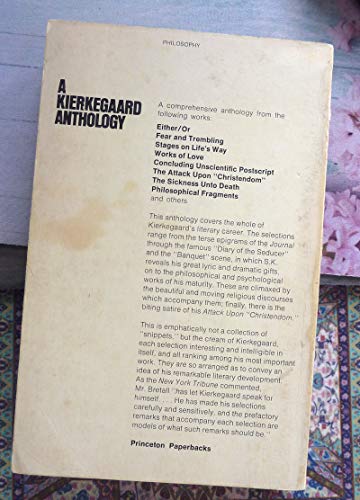 PHILOSOPHY
A
KIERKEGAARD
ANTHOLOGY
A comprehensive anthology from the
following works:
Either/Or
Fear and Trembling
Stages on Life's Way
Works of Love
Concluding Unscientific Postscript
The Attack Upon "Christendom"
The Sickness Unto Death
Philosophical Fragments
and others
This anthology covers the whole of
Kierkegaard's literary career. The selections
range from the terse epigrams of the Journal
through the famous "Diary of the Seducer"
and the "Banquet" scene, in which S.K.
reveals his great lyric and dramatic gifts,
on to the philosophical and psychological
works of his maturity. These are climaxed by
the beautiful and moving religious discourses
which accompany them; finally, there is the
biting satire of his Attack Upon "Christendom."
This is emphatically not a collection of
"snippets," but the cream of Kierkegaard,
each selection interesting and intelligible in
itself, and all ranking among his most important
work. They are so arranged as to convey an
idea of his remarkable literary development.
As the New York Tribune commented,
Mr. Bretall "has let Kierkegaard speak for
himself. . . . He has made his selections
carefully and sensitively, and the prefactory
remarks that accompany each selection are
models of what such remarks should be."
Princeton Paperbacks